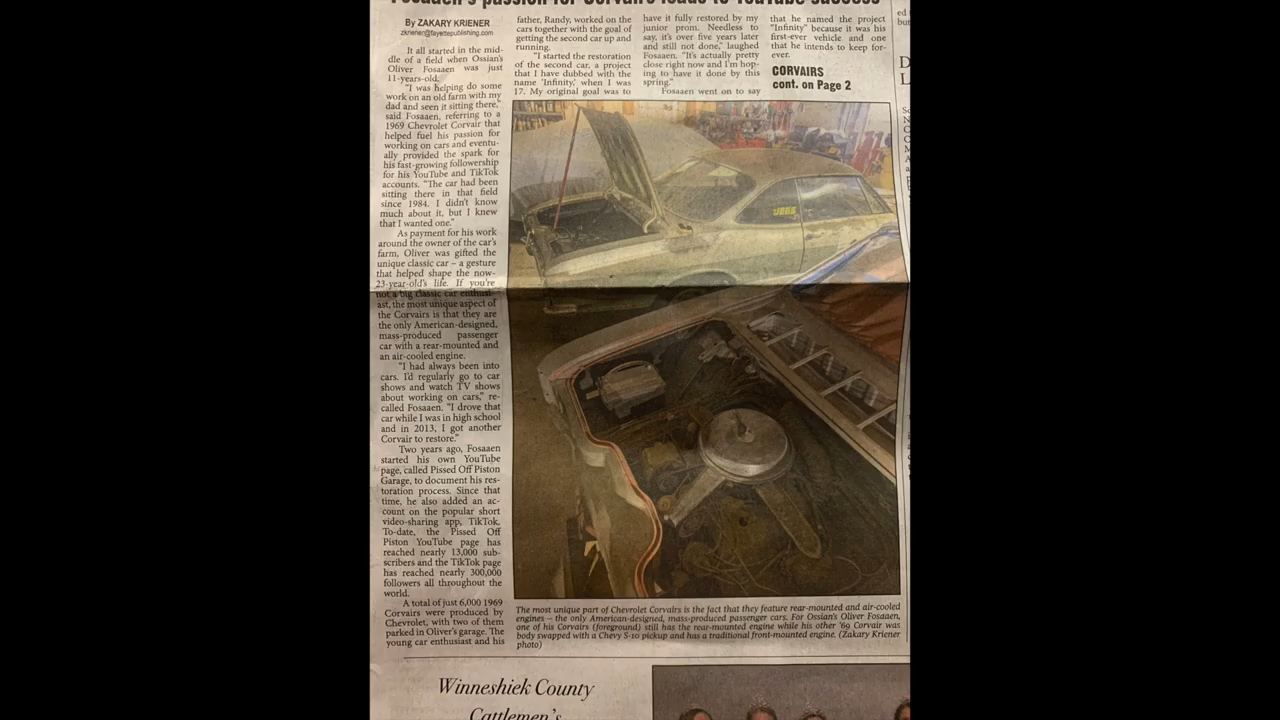 Fosaaen's passion for Corvairs leads to YouTube success
By ZAKARY KRIENER
zkriener@fayettepublishing.com
It all started in the mid-
dle of a field when Ossian's
Oliver Fosaaen was just
11-years-old.
"I was helping do some
work on an old farm with my
dad and seen it sitting there,"
said Fosaaen, referring to a
1969 Chevrolet Corvair that
helped fuel his passion for
working on cars and eventu-
ally provided the spark for
his fast-growing followership
for his YouTube and TikTok
accounts. "The car had been
sitting there in that field
since 1984. I didn't know
much about it, but I knew
that I wanted one."
As payment for his work
around the owner of the car's
farm, Oliver was gifted the
unique classic car – a gesture
that helped shape the now-
23-year-old's life. If you're
not a big classic car enthusi-
ast, the most unique aspect of
the Corvairs is that they are
the only American-designed,
mass-produced passenger
car with a rear-mounted and
an air-cooled engine.
"I had always been into
cars. I'd regularly go to car
shows and watch TV shows
about working on cars," re-
called Fosaaen. "I drove that
car while I was in high school
and in 2013, I got another
Corvair to restore."
Two years ago, Fosaaen
started his own YouTube
page, called Pissed Off Piston
Garage, to document his res-
toration process. Since that
time, he also added an ac-
count on the popular short
video-sharing app, TikTok.
To-date, the Pissed Off
Piston YouTube page has
reached nearly 13,000 sub-
scribers and the TikTok page
has reached nearly 300,000
followers all throughout the
world.
A total of just 6,000 1969
Corvairs were produced by
Chevrolet, with two of them
parked in Oliver's garage. The
young car enthusiast and his
father, Randy, worked on the
cars together with the goal of
getting the second car up and
running.
"I started the restoration
of the second car, a project
that I have dubbed with the
name 'Infinity,' when I was
17. My original goal was to
have it fully restored by my
junior prom. Needless to
say, it's over five years later
and still not done," laughed
Fosaaen. "It's actually pretty
close right now and I'm hop-
ing to have it done by this
spring."
Fosaaen went on to say
that he named the project
"Infinity" because it was his
first-ever vehicle and one
that he intends to keep for-
ever.
CORVAIRS
cont. on Page 2
The most unique part of Chevrolet Corvairs is the fact that they feature rear-mounted and air-cooled
engines – the only American-designed, mass-produced passenger cars. For Ossian's Oliver Fosaaen,
one of his Corvairs (foreground) still has the rear-mounted engine while his other '69 Corvair was
body swapped with a Chevy S-10 pickup and has a traditional front-mounted engine. (Zakary Kriener
photo)
Winneshiek County
Cattlemen's